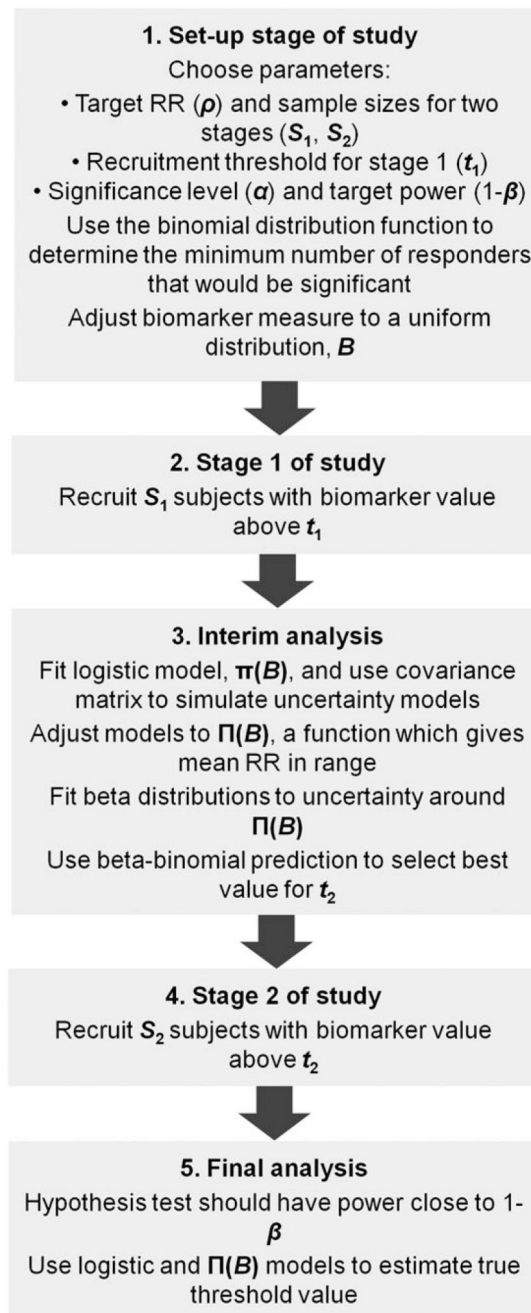 1. Set-up stage of study
Choose parameters:
• Target RR (ρ) and sample sizes for two
stages (S₁, S₂)
• Recruitment threshold for stage 1 (t₁)
• Significance level (α) and target power (1-β)
Use the binomial distribution function to
determine the minimum number of responders
that would be significant
Adjust biomarker measure to a uniform
distribution, B
2. Stage 1 of study
Recruit S₁ subjects with biomarker value
above t₁
3. Interim analysis
Fit logistic model, π(B), and use covariance
matrix to simulate uncertainty models
Adjust models to Π(B), a function which gives
mean RR in range
Fit beta distributions to uncertainty around
Π(B)
Use beta-binomial prediction to select best
value for t₂
4. Stage 2 of study
Recruit S₂ subjects with biomarker value
above t₂
5. Final analysis
Hypothesis test should have power close to 1-
β
Use logistic and Π(B) models to estimate true
threshold value